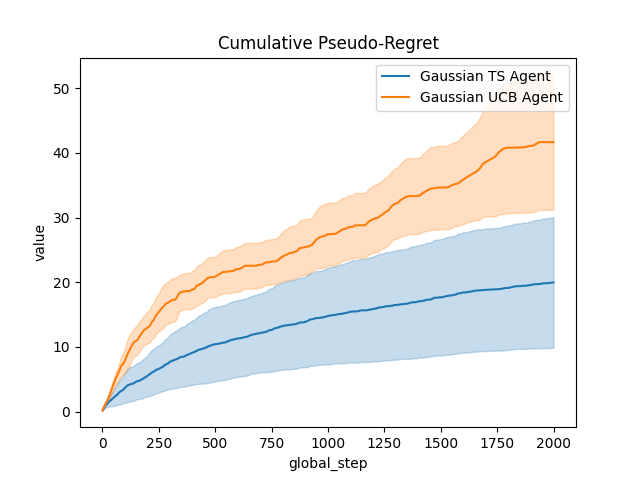 Cumulative Pseudo-Regret
Gaussian TS Agent
Gaussian UCB Agent
50
40
30
20
10
0
value
0 250 500 750 1000 1250 1500 1750 2000
global_step